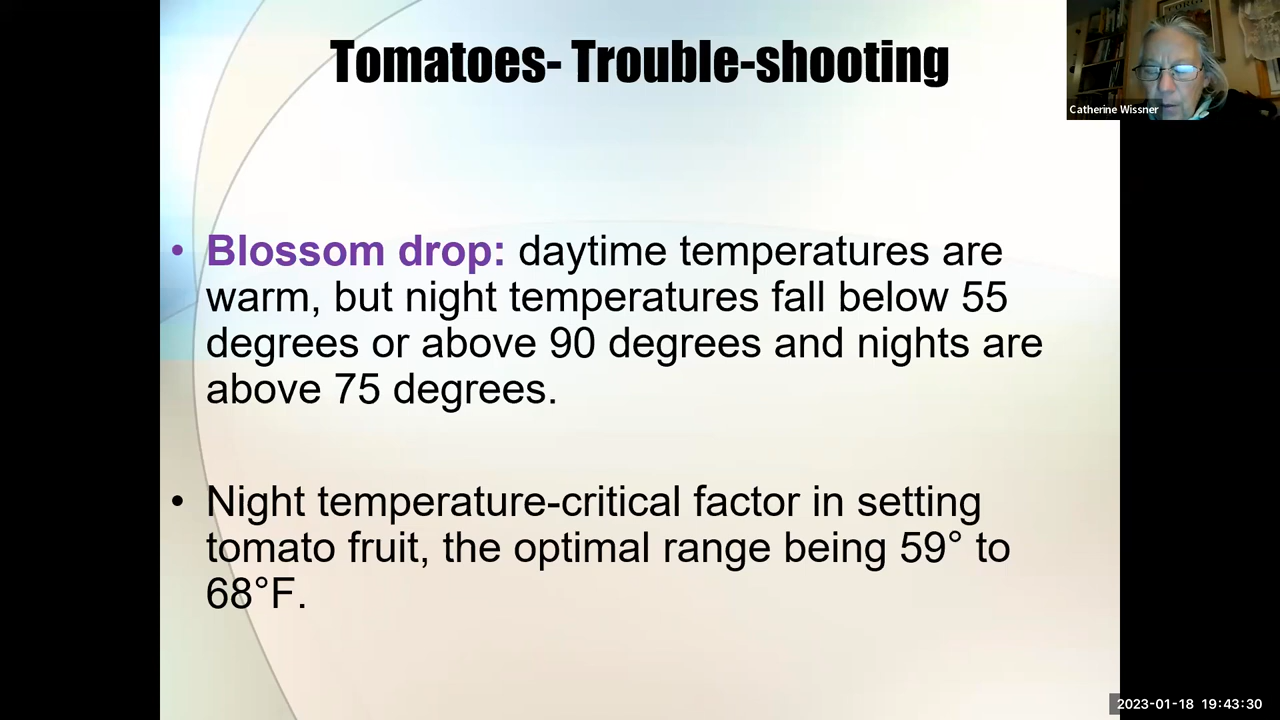 Tomatoes- Trouble-shooting
Catherine Wissner
• Blossom drop: daytime temperatures are
warm, but night temperatures fall below 55
degrees or above 90 degrees and nights are
above 75 degrees.
• Night temperature-critical factor in setting
tomato fruit, the optimal range being 59° to
68°F.
2023-01-18 19:43:30